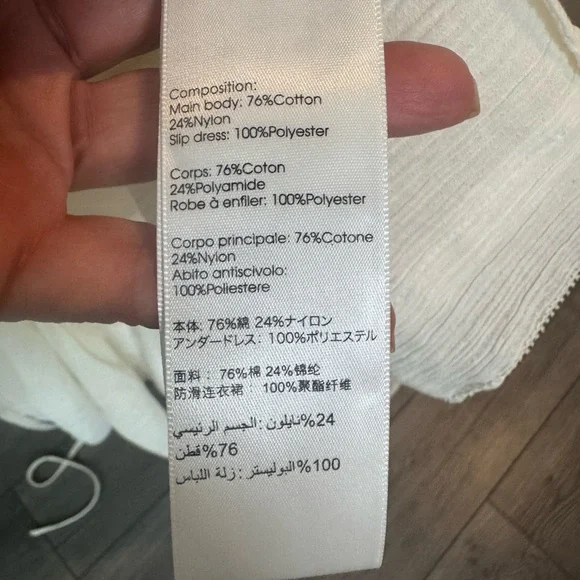 Composition:
Main body: 76%Cotton
24%Nylon
Slip dress: 100%Polyester
Corps: 76%Coton
24%Polyamide
Robe à enfiler: 100%Polyester
Corpo principale: 76%Cotone
24%Nylon
Abito antiscivolo:
100%Poliestere
本体: 76%綿 24%ナイロン
アンダードレス: 100%ポリエステル
面料：76%棉 24%锦纶
防滑连衣裙： 100%聚酯纤维
24%نايلون: الجسم الرئيسي
76%قطن
100%البوليستر: زلة اللباس